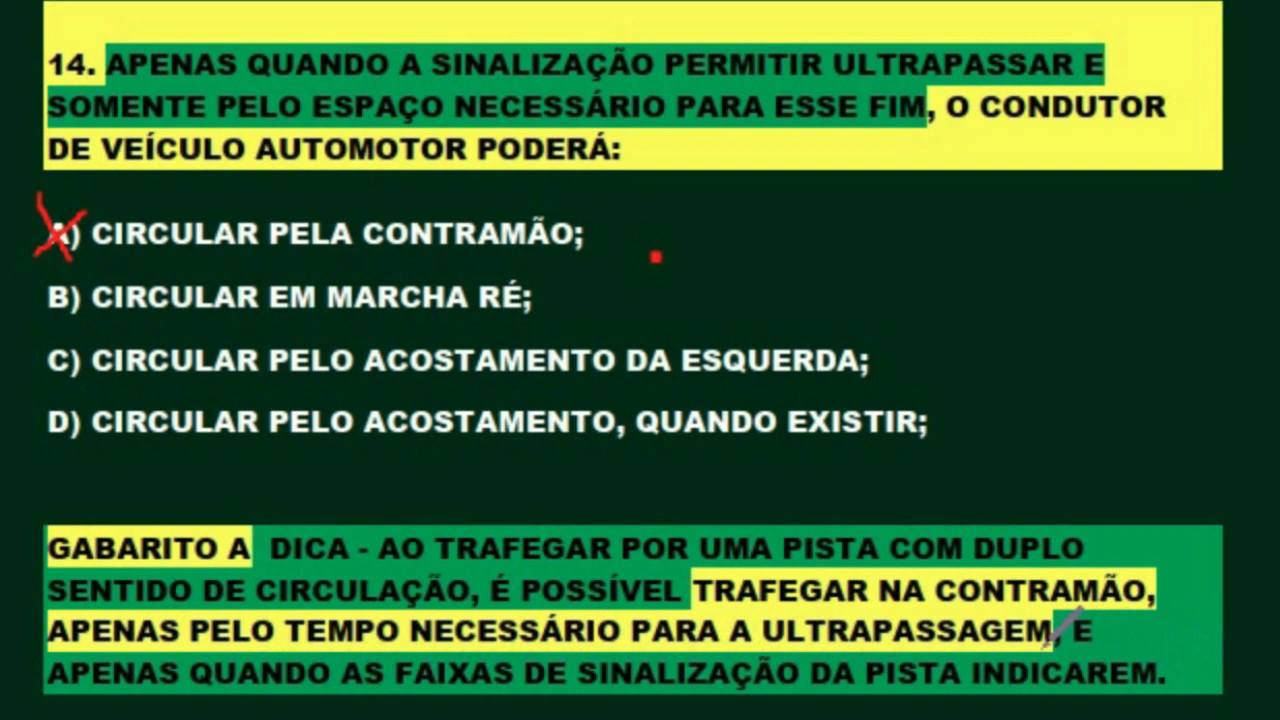 14. APENAS QUANDO A SINALIZAÇÃO PERMITIR ULTRAPASSAR E
SOMENTE PELO ESPAÇO NECESSÁRIO PARA ESSE FIM, O CONDUTOR
DE VEÍCULO AUTOMOTOR PODERÁ:
A) CIRCULAR PELA CONTRAMÃO;
B) CIRCULAR EM MARCHA RÉ;
C) CIRCULAR PELO ACOSTAMENTO DA ESQUERDA;
D) CIRCULAR PELO ACOSTAMENTO, QUANDO EXISTIR;
GABARITO A DICA - AO TRAFEGAR POR UMA PISTA COM DUPLO
SENTIDO DE CIRCULAÇÃO, É POSSÍVEL TRAFEGAR NA CONTRAMÃO,
APENAS PELO TEMPO NECESSÁRIO PARA A ULTRAPASSAGEM, E
APENAS QUANDO AS FAIXAS DE SINALIZAÇÃO DA PISTA INDICAREM.